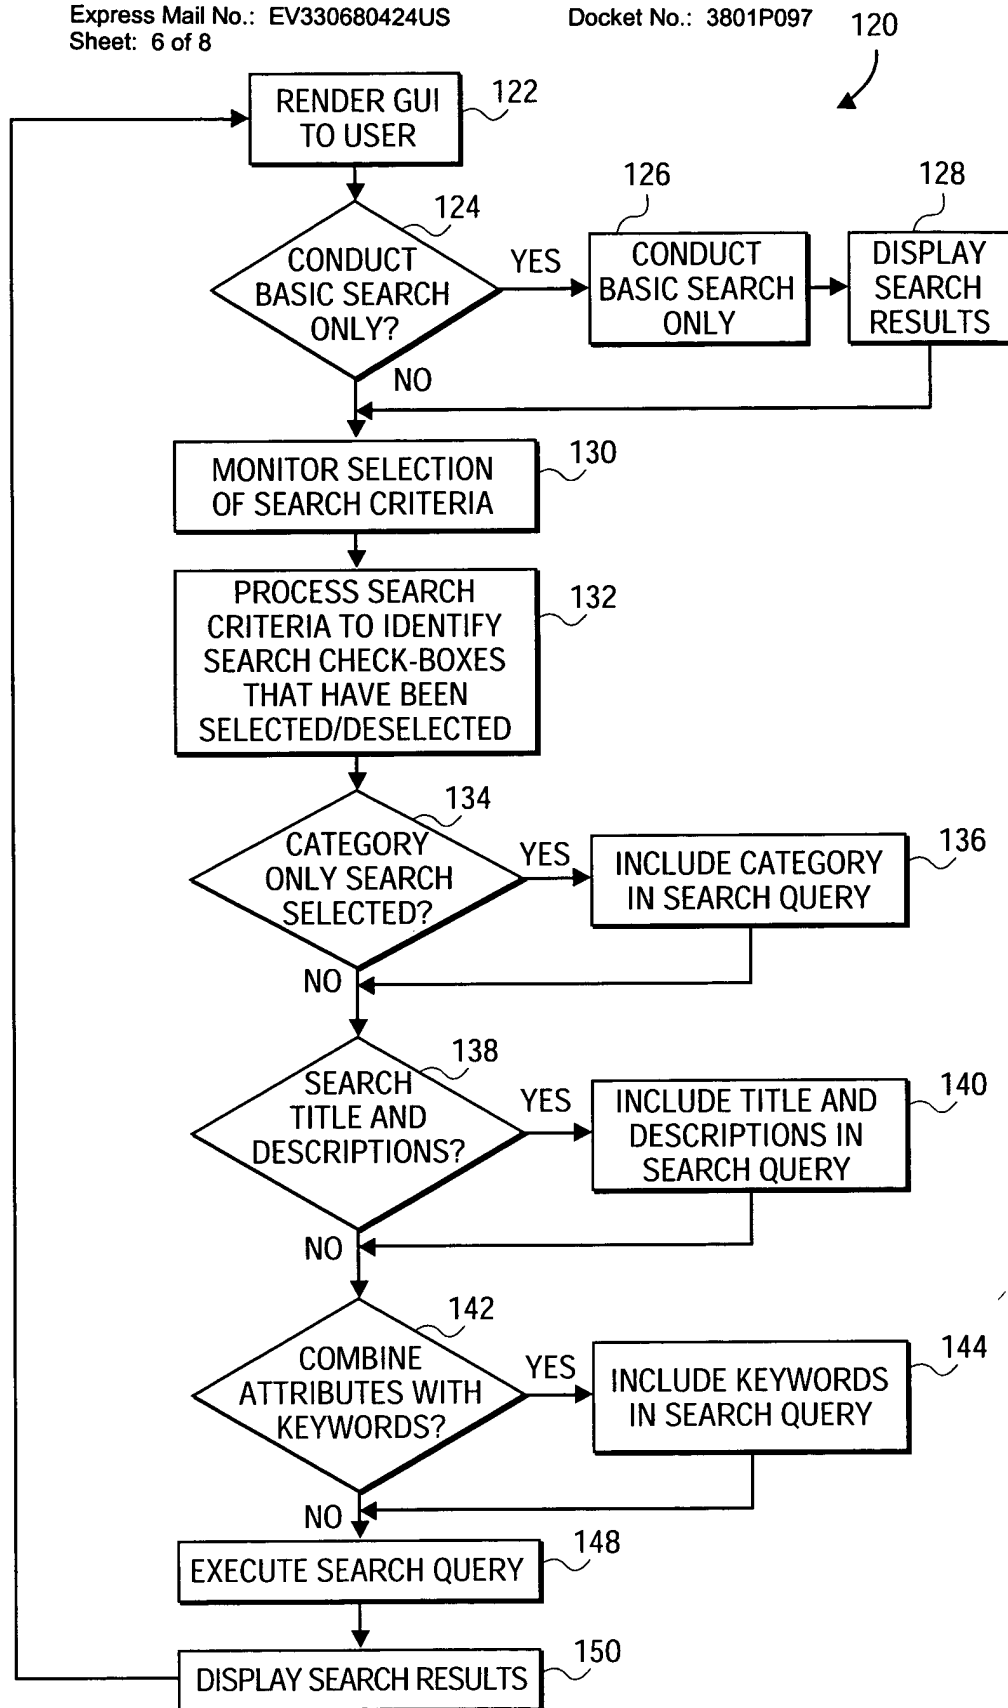 Express Mail No.: EV330680424US Docket No.: 3801P097
Sheet: 6 of 8
120
RENDER GUI
TO USER
122
124
CONDUCT
BASIC SEARCH
ONLY?
YES
NO
126
CONDUCT
BASIC SEARCH
ONLY
128
DISPLAY
SEARCH
RESULTS
MONITOR SELECTION
OF SEARCH CRITERIA
130
PROCESS SEARCH
CRITERIA TO IDENTIFY
SEARCH CHECK-BOXES
THAT HAVE BEEN
SELECTED/DESELECTED
132
134
CATEGORY
ONLY SEARCH
SELECTED?
YES
NO
INCLUDE CATEGORY
IN SEARCH QUERY
136
138
SEARCH
TITLE AND
DESCRIPTIONS?
YES
NO
INCLUDE TITLE AND
DESCRIPTIONS IN
SEARCH QUERY
140
142
COMBINE
ATTRIBUTES WITH
KEYWORDS?
YES
NO
INCLUDE KEYWORDS
IN SEARCH QUERY
144
EXECUTE SEARCH QUERY
148
DISPLAY SEARCH RESULTS
150